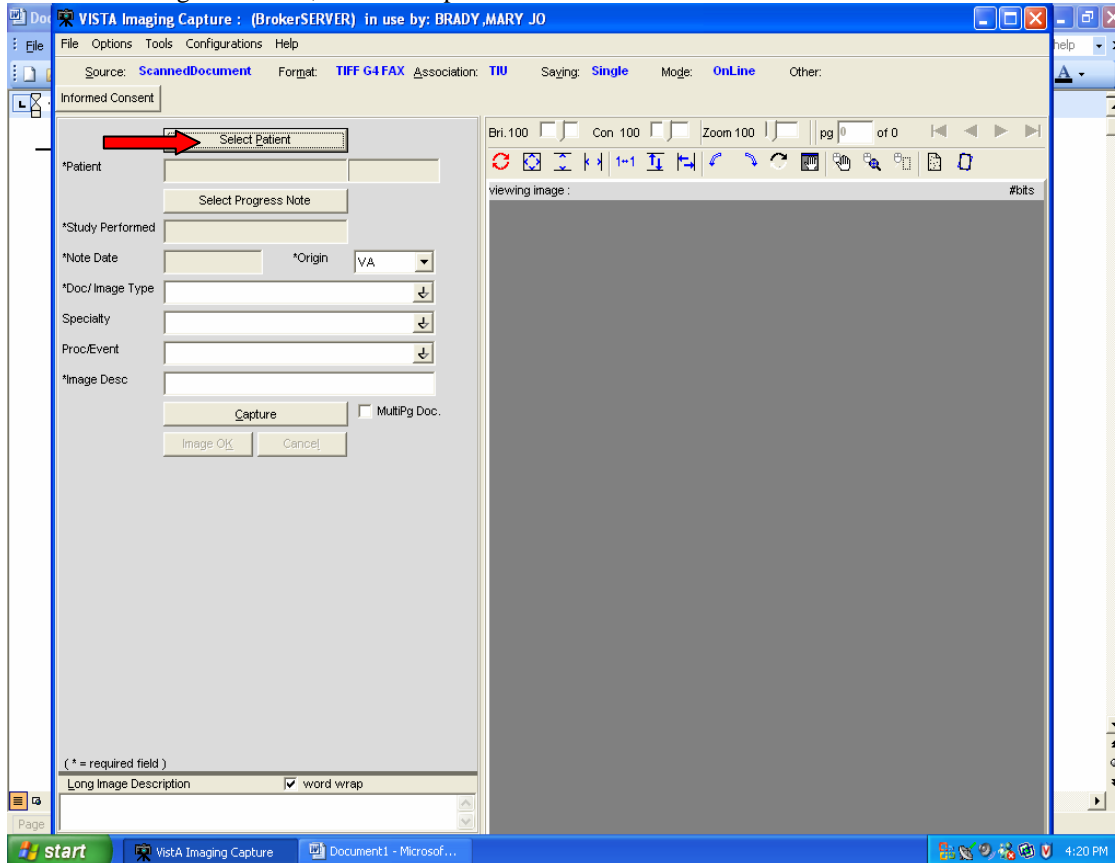 VISTA Imaging Capture : (BrokerSERVER) in use by: BRADY,MARY JO
File
File Options Tools Configurations Help
help
Source: ScannedDocument Format: TIFF G4 FAX Association: TIU Saving: Single Mode: OnLine Other:
Informed Consent
Select Patient
Bri. 100 Con 100 Zoom 100 pg 0 of 0
*Patient
viewing image : #bits
Select Progress Note
*Study Performed
*Note Date *Origin VA
*Doc/ Image Type
Specialty
Proc/Event
*Image Desc
Capture MultiPg Doc.
Image OK Cancel
( * = required field )
Long Image Description word wrap
Page
start VistA Imaging Capture Document1 - Microsof... 4:20 PM